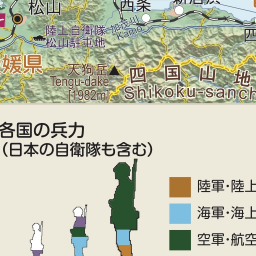 松山
西条
陸上自衛隊
松山駐屯地
媛県
天狗岳
Tengu-dake
(1982m)
四国山地
Shikoku-sanch
各国の兵力
(日本の自衛隊も含む)
陸軍・陸上
海軍・海上
空軍・航空